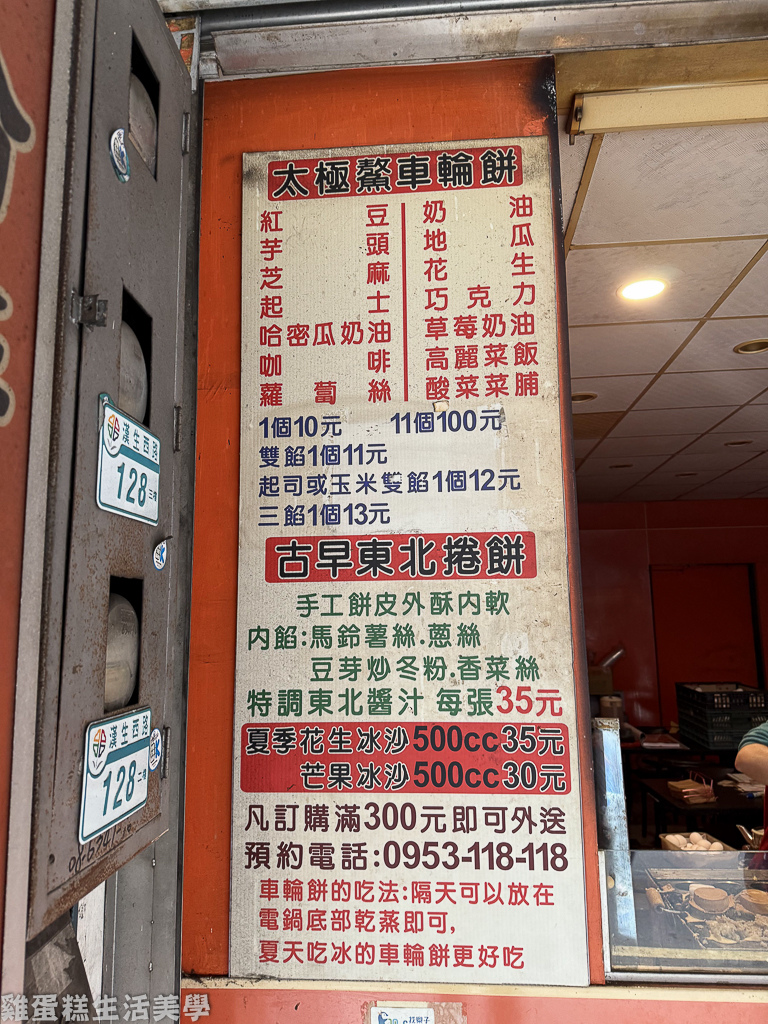 太極鰲車輪餅
紅豆
芋頭
芝麻
起士
哈密瓜奶油
咖啡
蘿蔔絲
奶油
地瓜
花生
巧克力
草莓奶油
高麗菜飯
酸菜菜脯
1個10元 11個100元
雙餡1個11元
起司或玉米雙餡1個12元
三餡1個13元
古早東北捲餅
手工餅皮外酥內軟
內餡:馬鈴薯絲.蔥絲
豆芽炒冬粉.香菜絲
特調東北醬汁 每張35元
夏季花生冰沙500cc35元
芒果冰沙500cc30元
凡訂購滿300元即可外送
預約電話:0953-118-118
車輪餅的吃法:隔天可以放在
電鍋底部乾蒸即可,
夏天吃冰的車輪餅更好吃
漢生西路
128 三樓
漢生西路
128 二樓
雞蛋糕生活美學